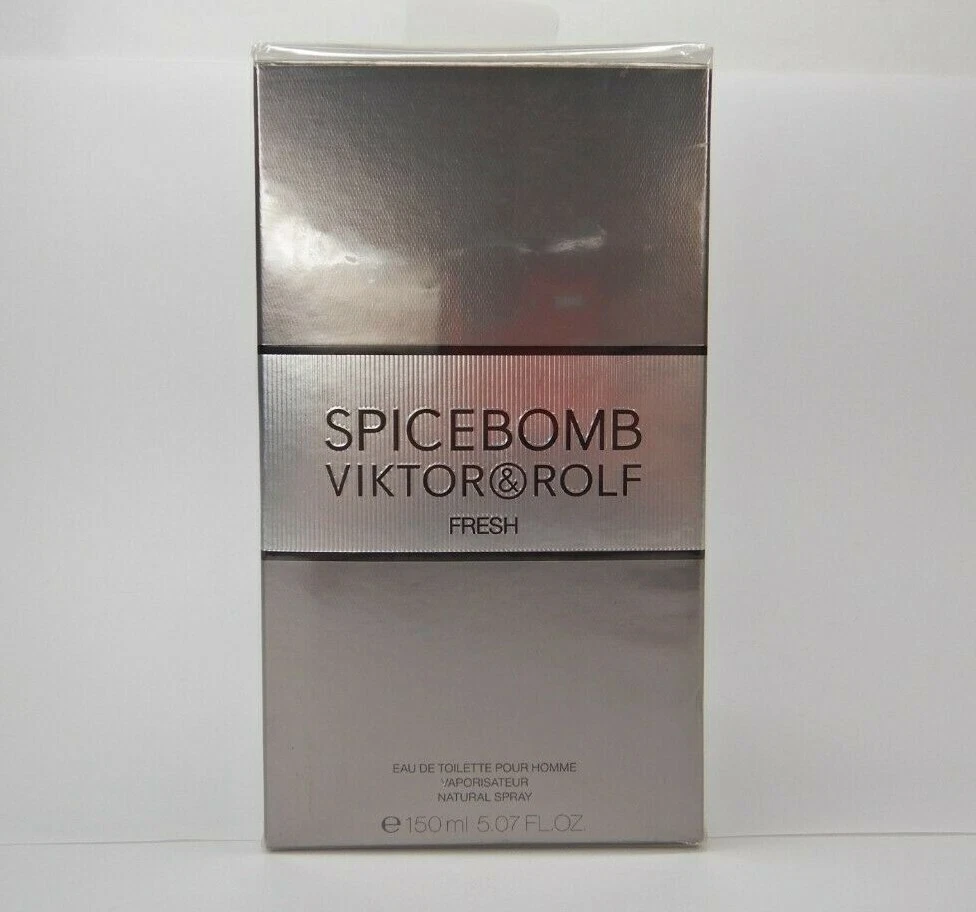 SPICEBOMB
VIKTOR&ROLF
FRESH
EAU DE TOILETTE POUR HOMME
VAPORISATEUR
NATURAL SPRAY
℮ 150 ml 5.07 FL.OZ.